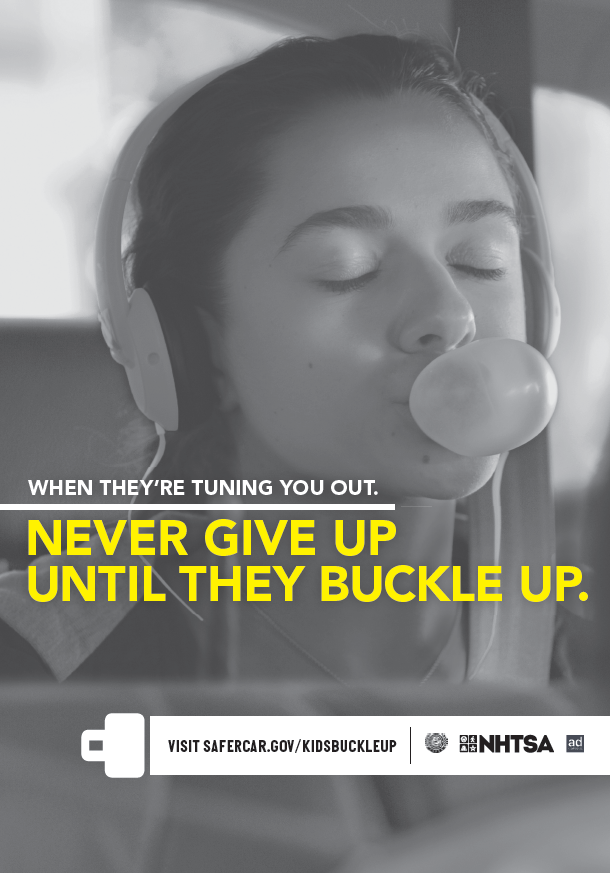 WHEN THEY'RE TUNING YOU OUT.
NEVER GIVE UP
UNTIL THEY BUCKLE UP.
VISIT SAFERCAR.GOV/KIDSBUCKLEUP
NHTSA
ad